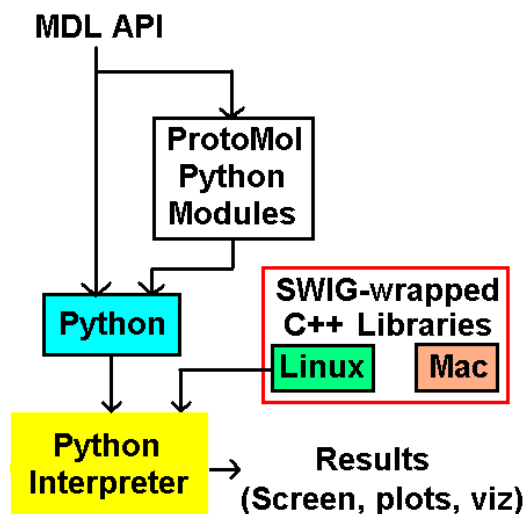 MDL API
ProtoMol
Python
Modules
SWIG-wrapped
C++ Libraries
Linux
Mac
Python
Python
Interpreter
Results
(Screen, plots, viz)